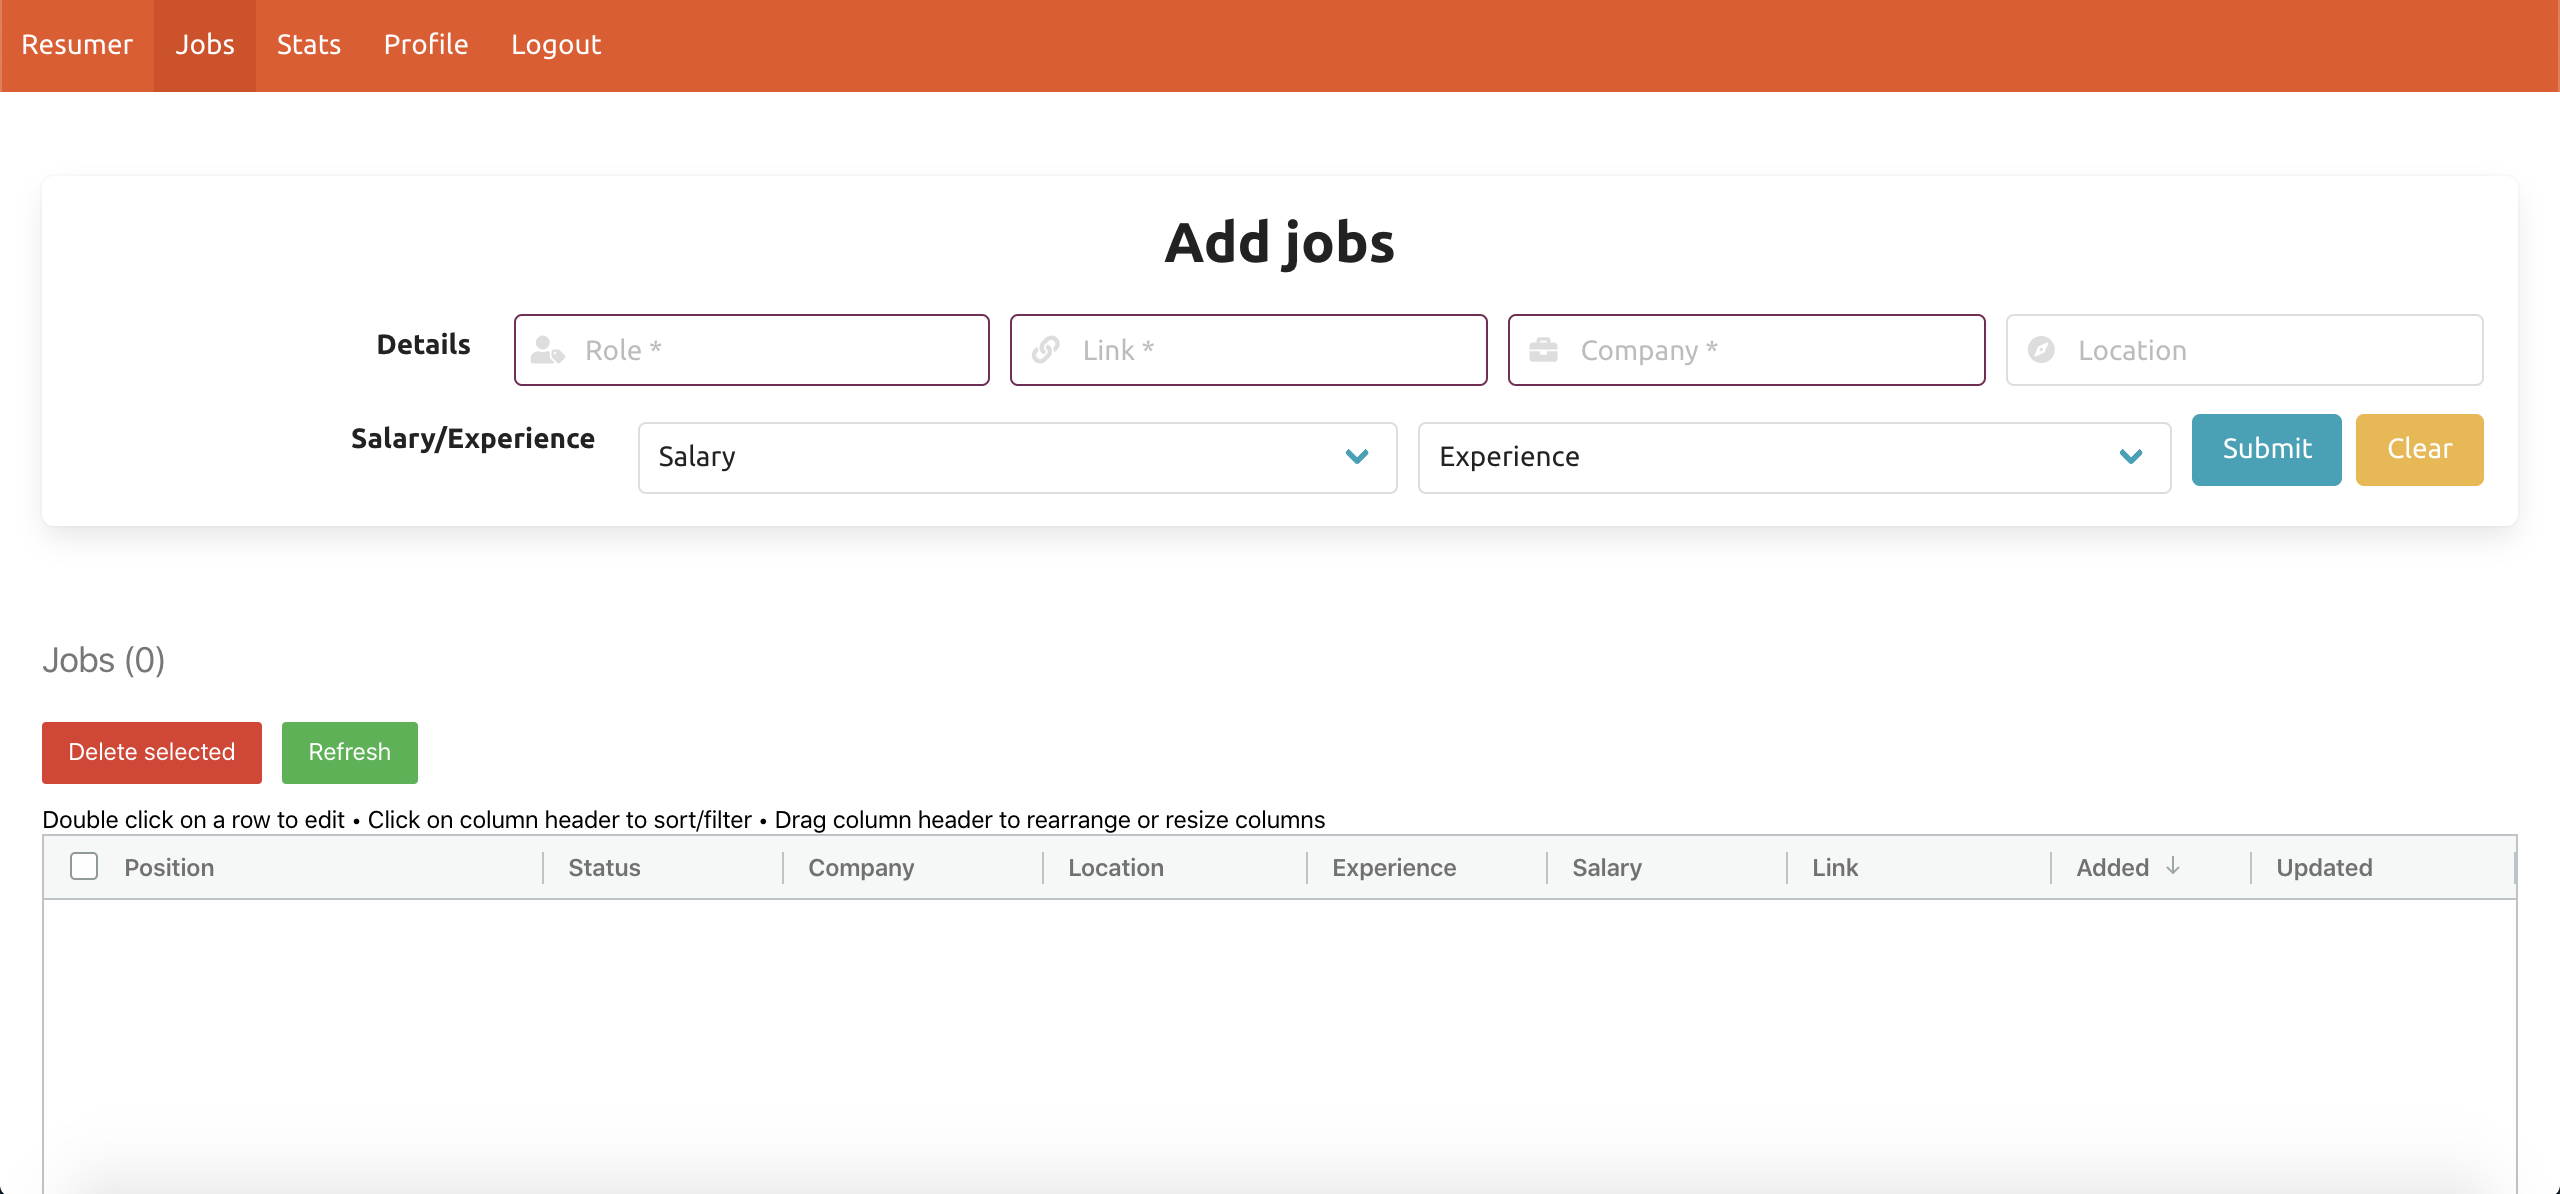 Resumer Jobs Stats Profile Logout
Add jobs
Details Role * Link * Company * Location
Salary/Experience Salary Experience Submit Clear
Jobs (0)
Delete selected Refresh
Double click on a row to edit • Click on column header to sort/filter • Drag column header to rearrange or resize columns
Position Status Company Location Experience Salary Link Added Updated